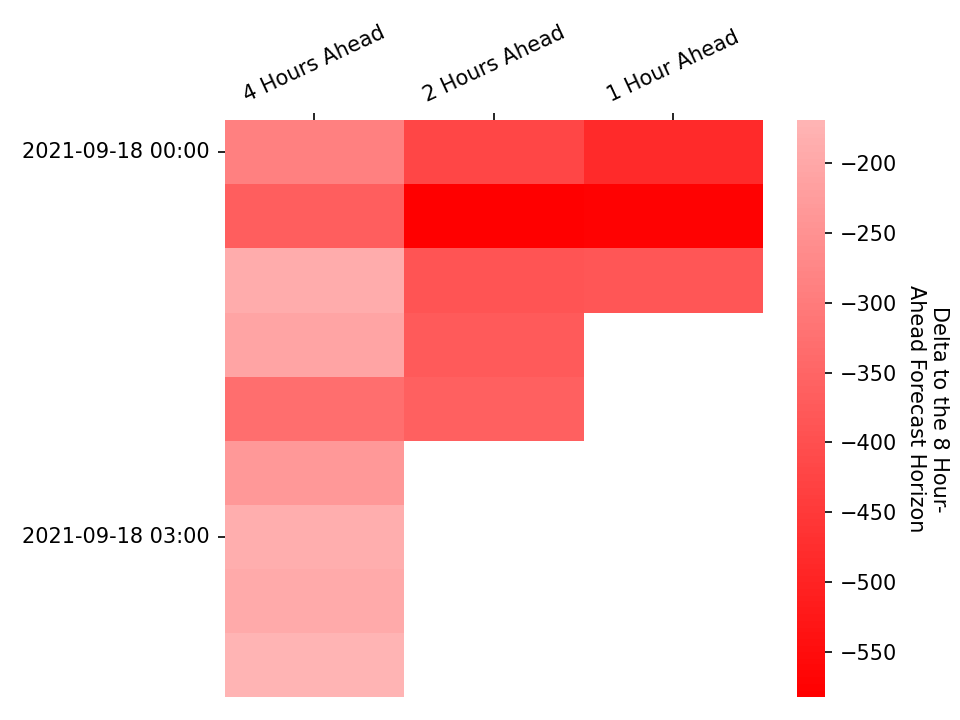 4 Hours Ahead
2 Hours Ahead
1 Hour Ahead
2021-09-18 00:00
2021-09-18 03:00
−200
−250
−300
−350
−400
−450
−500
−550
Delta to the 8 Hour-
Ahead Forecast Horizon